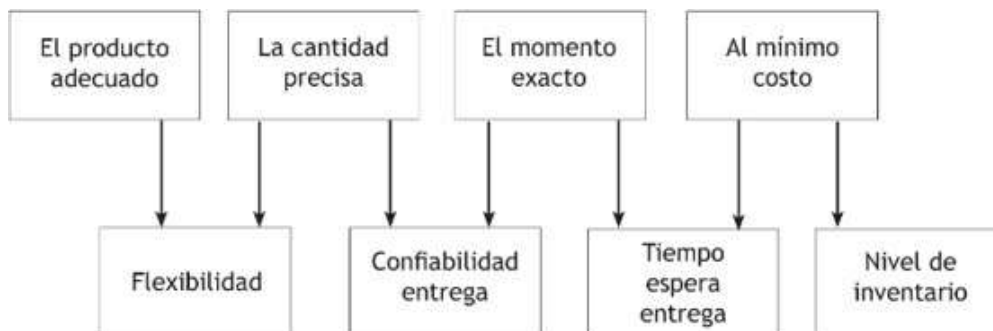 El producto
adecuado
La cantidad
precisa
El momento
exacto
Al mínimo
costo
Flexibilidad
Confiabilidad
entrega
Tiempo
espera
entrega
Nivel de
inventario